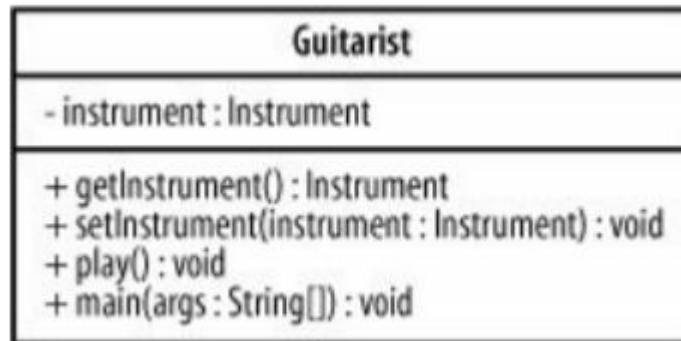 Guitarist
- instrument : Instrument
+ getInstrument() : Instrument
+ setInstrument(instrument : Instrument) : void
+ play() : void
+ main(args : String[]) : void